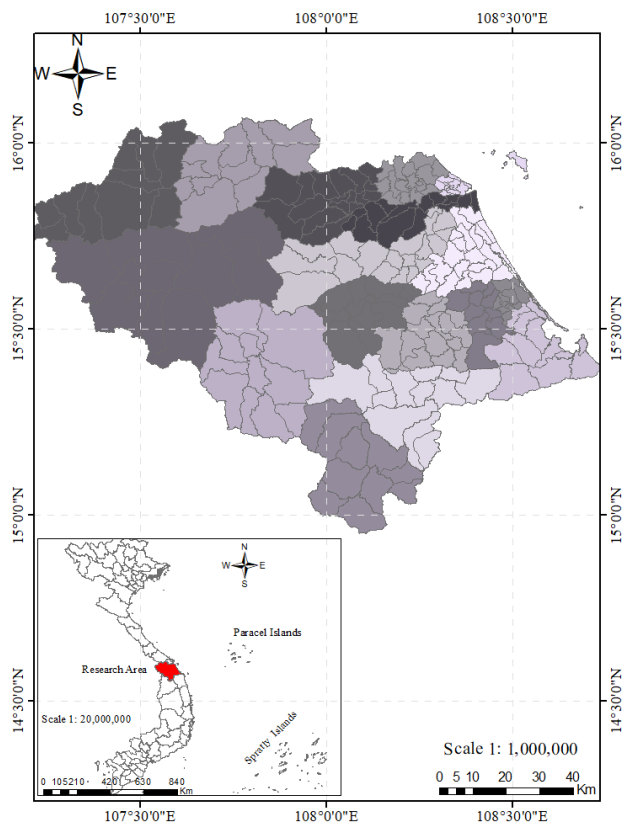 107°30'0"E 108°0'0"E 108°30'0"E
N
W E
S
16°0'0"N 16°0'0"N
15°30'0"N 15°30'0"N
15°0'0"N 15°0'0"N
14°30'0"N 14°30'0"N
N
W E
S
Paracel Islands
Research Area
Scale 1: 20,000,000
Spratly Islands
0 105210 420 630 840
Km
Scale 1: 1,000,000
0 5 10 20 30 40
Km
107°30'0"E 108°0'0"E 108°30'0"E